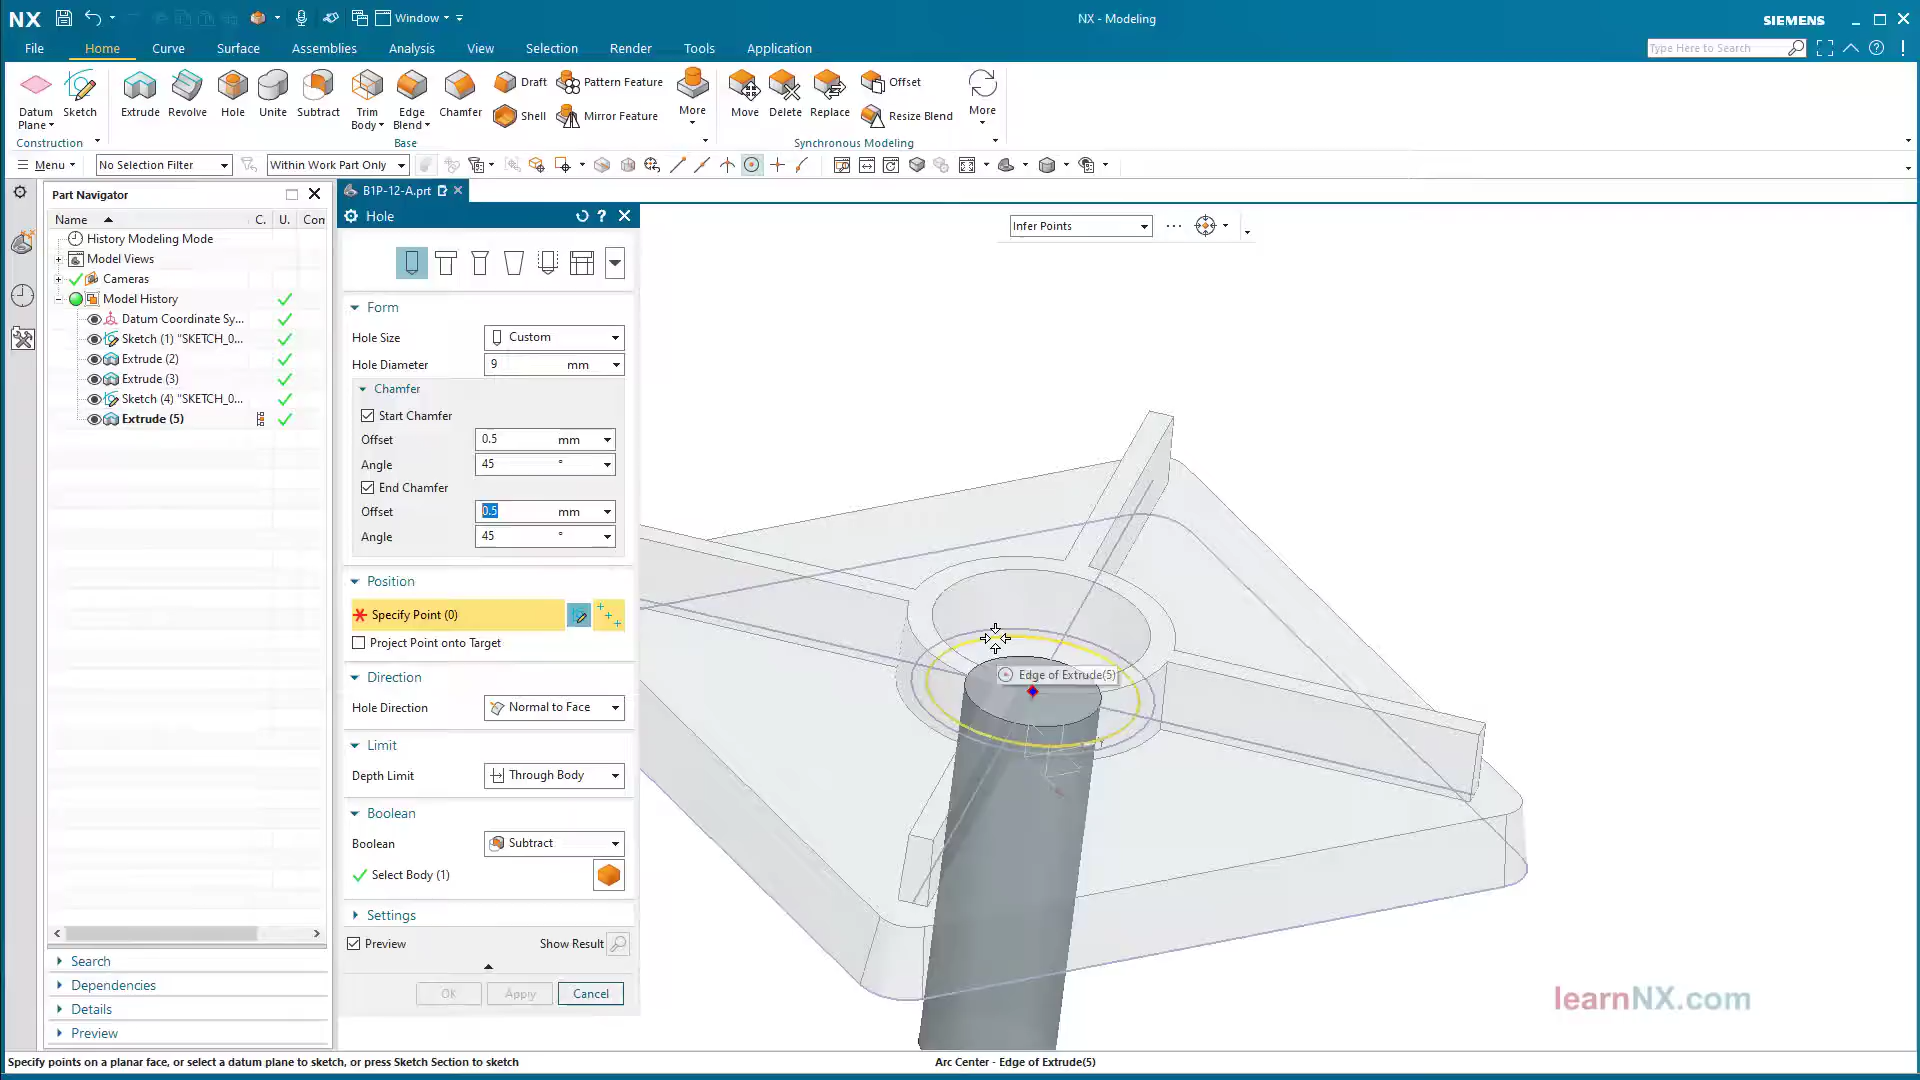 NX
Window
NX - Modeling
SIEMENS
File Home Curve Surface Assemblies Analysis View Selection Render Tools Application
Type Here to Search
Datum Plane
Sketch
Extrude
Revolve
Hole
Unite
Subtract
Trim Body
Edge Blend
Chamfer
Draft
Shell
Pattern Feature
Mirror Feature
More
Move
Delete
Replace
Offset
Resize Blend
More
Construction
Base
Synchronous Modeling
Menu
No Selection Filter
Within Work Part Only
Part Navigator
Name C. U. Con
History Modeling Mode
Model Views
Cameras
Model History
Datum Coordinate Sy...
Sketch (1) "SKETCH_0...
Extrude (2)
Extrude (3)
Sketch (4) "SKETCH_0...
Extrude (5)
Search
Dependencies
Details
Preview
B1P-12-A.prt
Hole
Form
Hole Size Custom
Hole Diameter 9 mm
Chamfer
Start Chamfer
Offset 0.5 mm
Angle 45 °
End Chamfer
Offset 0.5 mm
Angle 45 °
Position
Specify Point (0)
Project Point onto Target
Direction
Hole Direction Normal to Face
Limit
Depth Limit Through Body
Boolean
Boolean Subtract
Select Body (1)
Settings
Preview Show Result
OK Apply Cancel
Infer Points
Edge of Extrude(5)
learnNX.com
Specify points on a planar face, or select a datum plane to sketch, or press Sketch Section to sketch
Arc Center - Edge of Extrude(5)